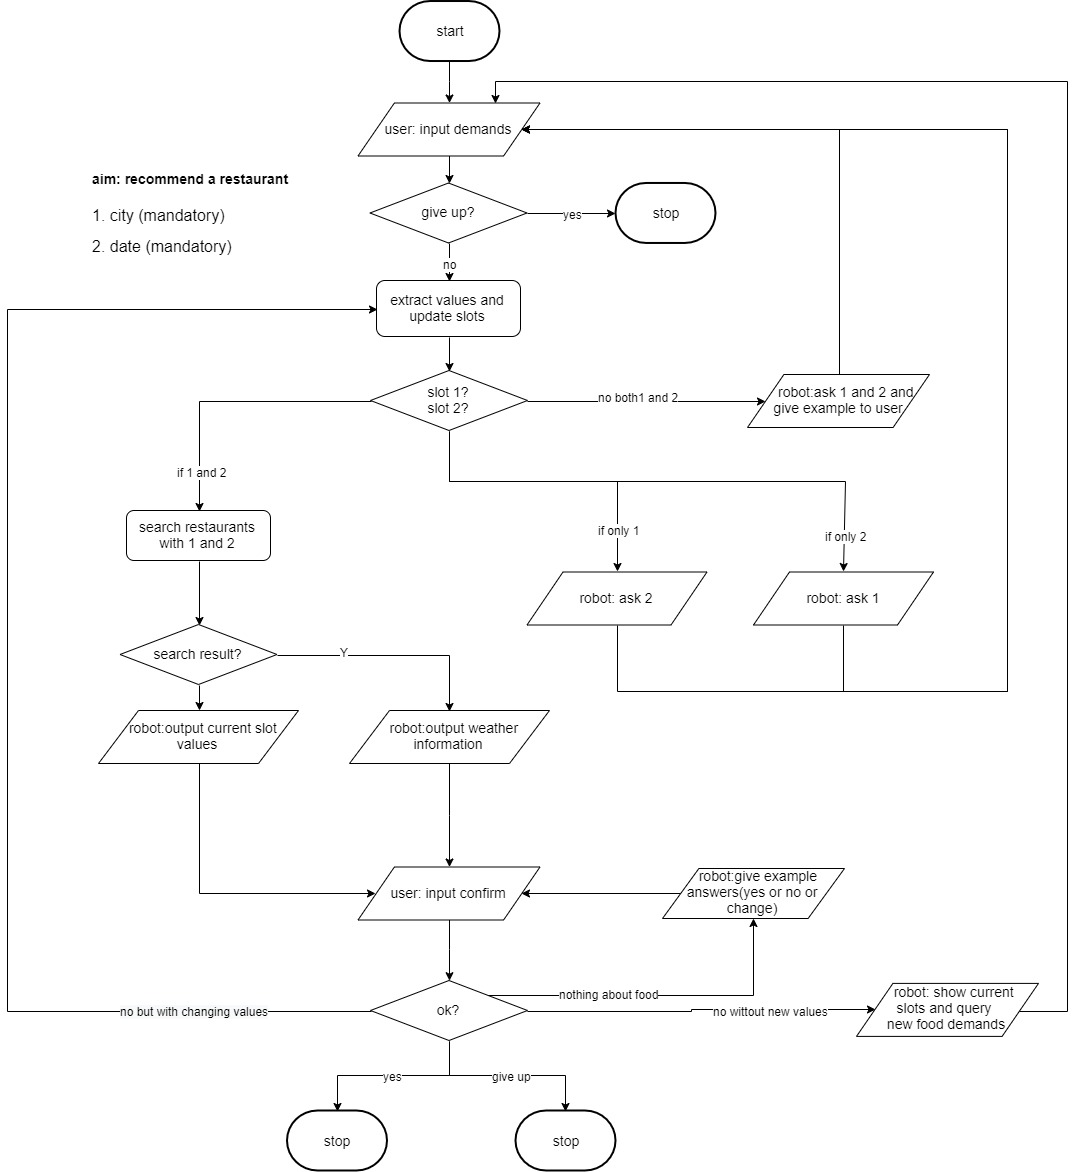 start
user: input demands
aim: recommend a restaurant
1. city (mandatory)
2. date (mandatory)
give up?
yes
stop
no
extract values and
update slots
slot 1?
slot 2?
no both1 and 2
robot:ask 1 and 2 and
give example to user
if 1 and 2
search restaurants
with 1 and 2
if only 1
if only 2
robot: ask 2
robot: ask 1
search result?
Y
robot:output current slot
values
robot:output weather
information
user: input confirm
robot:give example
answers(yes or no or
change)
nothing about food
ok?
no but with changing values
no witout new values
robot: show current
slots and query
new food demands
yes
give up
stop
stop